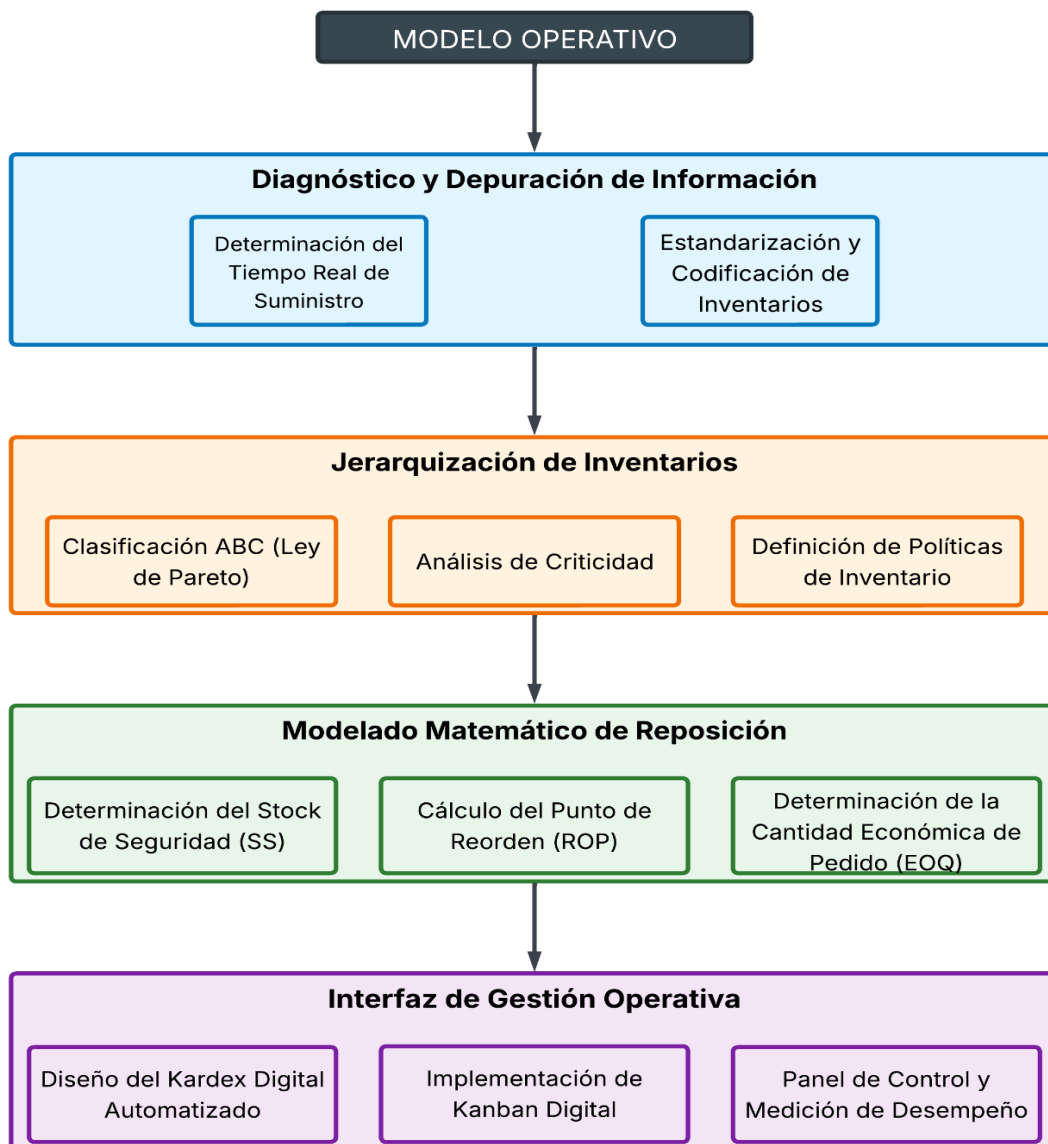 MODELO OPERATIVO
Diagnóstico y Depuración de Información
Determinación del
Tiempo Real de
Suministro
Estandarización y
Codificación de
Inventarios
Jerarquización de Inventarios
Clasificación ABC (Ley
de Pareto)
Análisis de Criticidad
Definición de Políticas
de Inventario
Modelado Matemático de Reposición
Determinación del Stock
de Seguridad (SS)
Cálculo del Punto de
Reorden (ROP)
Determinación de la
Cantidad Económica de
Pedido (EOQ)
Interfaz de Gestión Operativa
Diseño del Kardex Digital
Automatizado
Implementación de
Kanban Digital
Panel de Control y
Medición de Desempeño